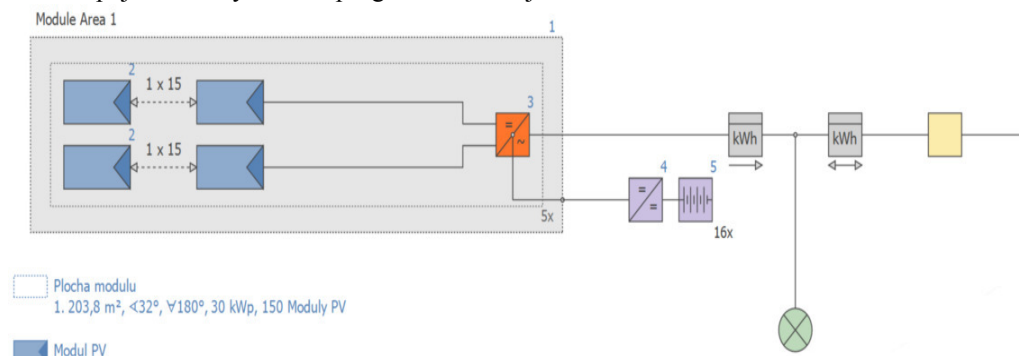 Module Area 1
1
2
1 x 15
3
kWh
kWh
2
1 x 15
=
~
4
5
=
=
5x
16x
Plocha modulu
1. 203,8 m², ∢32°, ∀180°, 30 kWp, 150 Moduly PV
Modul PV